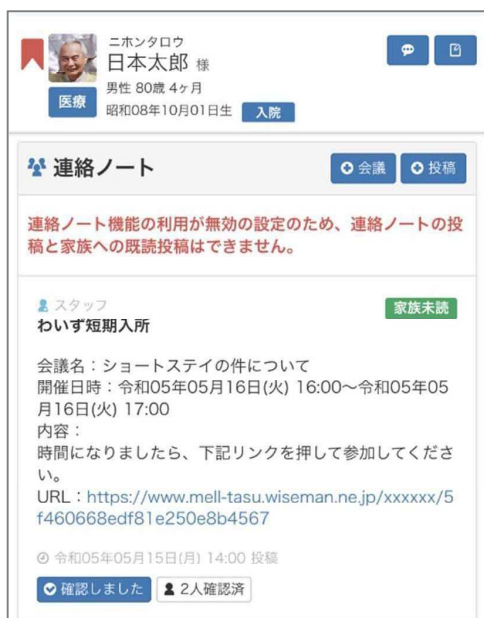 ニホンタロウ
日本太郎 様
男性 80歳 4ヶ月
医療
昭和08年10月01日生 入院
連絡ノート
会議 投稿
連絡ノート機能の利用が無効の設定のため、連絡ノートの投
稿と家族への既読投稿はできません。
スタッフ
家族未読
わいず短期入所
会議名：ショートステイの件について
開催日時：令和05年05月16日(火) 16:00〜令和05年05
月16日(火) 17:00
内容：
時間になりましたら、下記リンクを押して参加してくださ
い。
URL：https://www.mell-tasu.wiseman.ne.jp/xxxxxx/5
f460668edf81e250e8b4567
令和05年05月15日(月) 14:00 投稿
確認しました 2人確認済